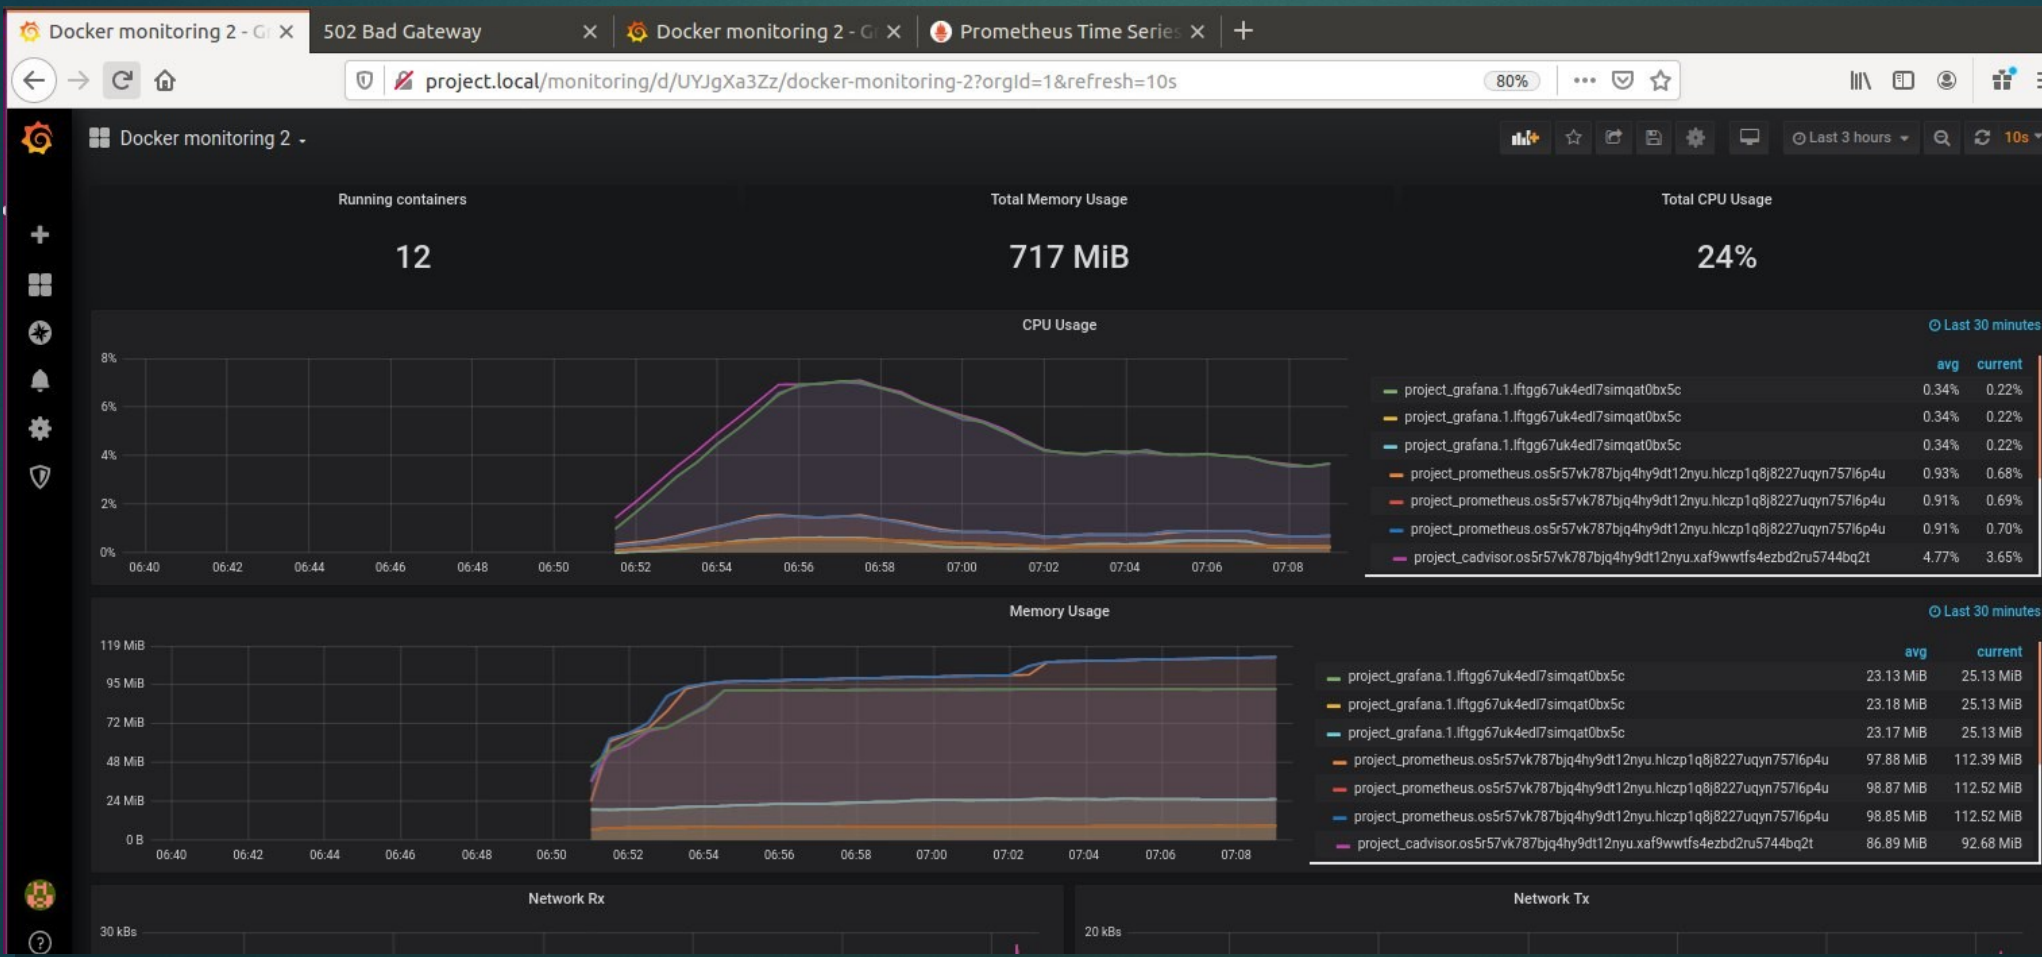 Docker monitoring 2 - Gr
502 Bad Gateway
Docker monitoring 2 - Gr
Prometheus Time Series
project.local/monitoring/d/UYJgXa3Zz/docker-monitoring-2?orgId=1&refresh=10s
80%
Docker monitoring 2
Last 3 hours
10s
Running containers
12
Total Memory Usage
717 MiB
Total CPU Usage
24%
CPU Usage
Last 30 minutes
8%
6%
4%
2%
0%
06:40 06:42 06:44 06:46 06:48 06:50 06:52 06:54 06:56 06:58 07:00 07:02 07:04 07:06 07:08
avg current
project_grafana.1.lftgg67uk4edl7simqat0bx5c 0.34% 0.22%
project_grafana.1.lftgg67uk4edl7simqat0bx5c 0.34% 0.22%
project_grafana.1.lftgg67uk4edl7simqat0bx5c 0.34% 0.22%
project_prometheus.os5r57vk787bjq4hy9dt12nyu.hlczp1q8j8227uqyn757l6p4u 0.93% 0.68%
project_prometheus.os5r57vk787bjq4hy9dt12nyu.hlczp1q8j8227uqyn757l6p4u 0.91% 0.69%
project_prometheus.os5r57vk787bjq4hy9dt12nyu.hlczp1q8j8227uqyn757l6p4u 0.91% 0.70%
project_cadvisor.os5r57vk787bjq4hy9dt12nyu.xaf9wwtfs4ezbd2ru5744bq2t 4.77% 3.65%
Memory Usage
Last 30 minutes
119 MiB
95 MiB
72 MiB
48 MiB
24 MiB
0 B
06:40 06:42 06:44 06:46 06:48 06:50 06:52 06:54 06:56 06:58 07:00 07:02 07:04 07:06 07:08
avg current
project_grafana.1.lftgg67uk4edl7simqat0bx5c 23.13 MiB 25.13 MiB
project_grafana.1.lftgg67uk4edl7simqat0bx5c 23.18 MiB 25.13 MiB
project_grafana.1.lftgg67uk4edl7simqat0bx5c 23.17 MiB 25.13 MiB
project_prometheus.os5r57vk787bjq4hy9dt12nyu.hlczp1q8j8227uqyn757l6p4u 97.88 MiB 112.39 MiB
project_prometheus.os5r57vk787bjq4hy9dt12nyu.hlczp1q8j8227uqyn757l6p4u 98.87 MiB 112.52 MiB
project_prometheus.os5r57vk787bjq4hy9dt12nyu.hlczp1q8j8227uqyn757l6p4u 98.85 MiB 112.52 MiB
project_cadvisor.os5r57vk787bjq4hy9dt12nyu.xaf9wwtfs4ezbd2ru5744bq2t 86.89 MiB 92.68 MiB
Network Rx
30 kBs
Network Tx
20 kBs